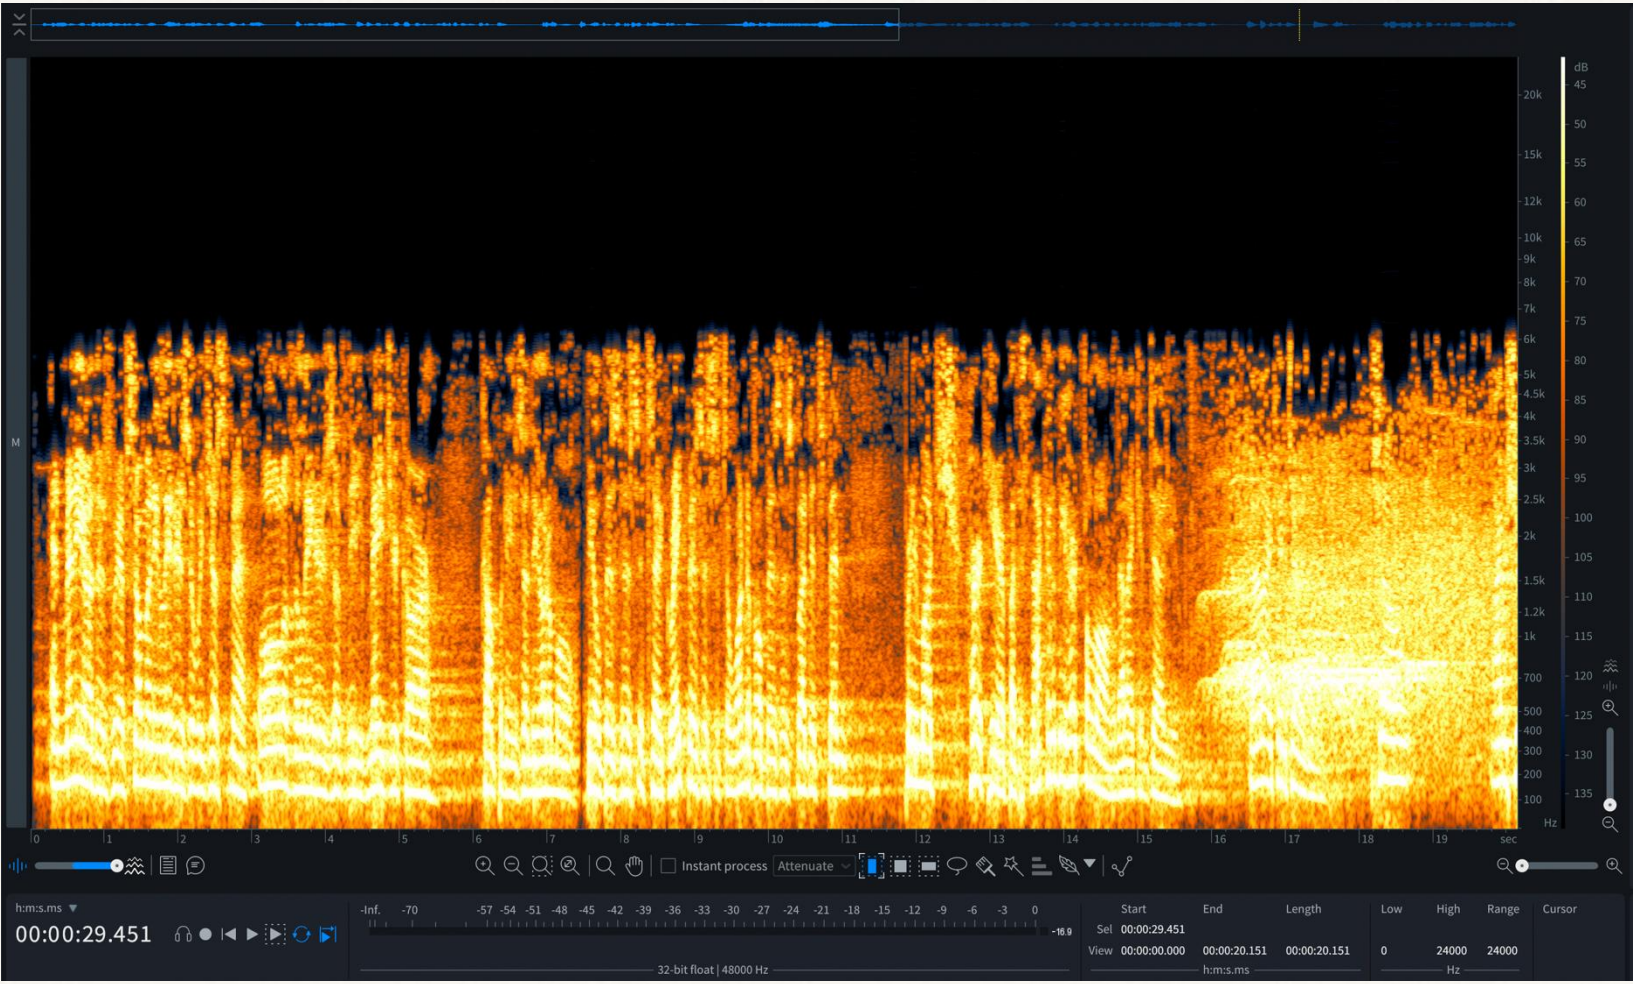 dB
45
20k
50
15k
55
12k
60
10k
65
9k
8k
70
7k
75
6k
80
5k
4.5k
85
4k
3.5k
90
3k
95
2.5k
100
2k
105
1.5k
110
1.2k
1k
115
700
120
500
125
400
300
130
200
135
100
Hz
M
0 1 2 3 4 5 6 7 8 9 10 11 12 13 14 15 16 17 18 19 sec
Instant process Attenuate
h:m:s.ms
00:00:29.451
-Inf. -70 -57 -54 -51 -48 -45 -42 -39 -36 -33 -30 -27 -24 -21 -18 -15 -12 -9 -6 -3 0
-16.9
32-bit float | 48000 Hz
Start End Length
Sel 00:00:29.451
View 00:00:00.000 00:00:20.151 00:00:20.151
h:m:s.ms
Low High Range Cursor
0 24000 24000
Hz